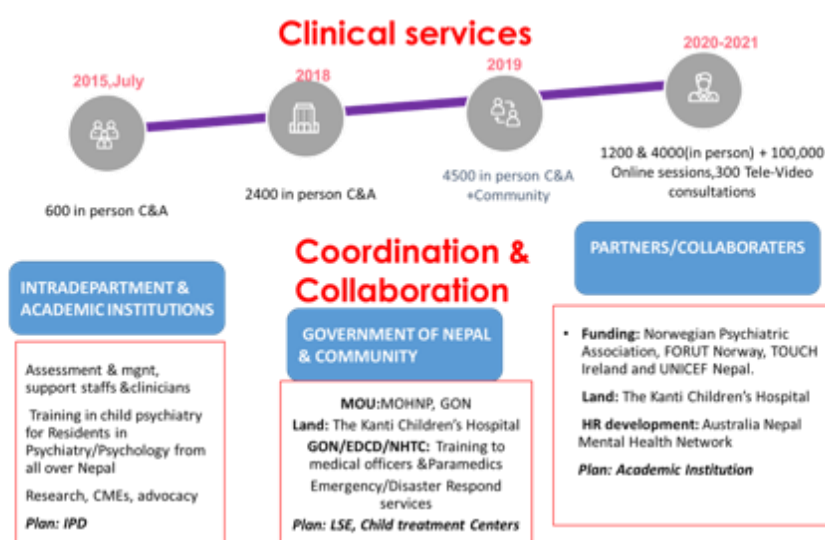 Clinical services
2015,July
2018
2019
2020-2021
600 in person C&A
2400 in person C&A
4500 in person C&A
+Community
1200 & 4000(in person) + 100,000
Online sessions,300 Tele-Video
consultations
Coordination &
Collaboration
INTRADEPARTMENT &
ACADEMIC INSTITUTIONS
Assessment & mgnt,
support staffs &clinicians
Training in child psychiatry
for Residents in
Psychiatry/Psychology from
all over Nepal
Research, CMEs, advocacy
Plan: IPD
GOVERNMENT OF NEPAL
& COMMUNITY
MOU:MOHNP, GON
Land: The Kanti Children's Hospital
GON/EDCD/NHTC: Training to
medical officers &Paramedics
Emergency/Disaster Respond
services
Plan: LSE, Child treatment Centers
PARTNERS/COLLABORATERS
• Funding: Norwegian Psychiatric
Association, FORUT Norway, TOUCH
Ireland and UNICEF Nepal.
Land: The Kanti Children's Hospital
HR development: Australia Nepal
Mental Health Network
Plan: Academic Institution